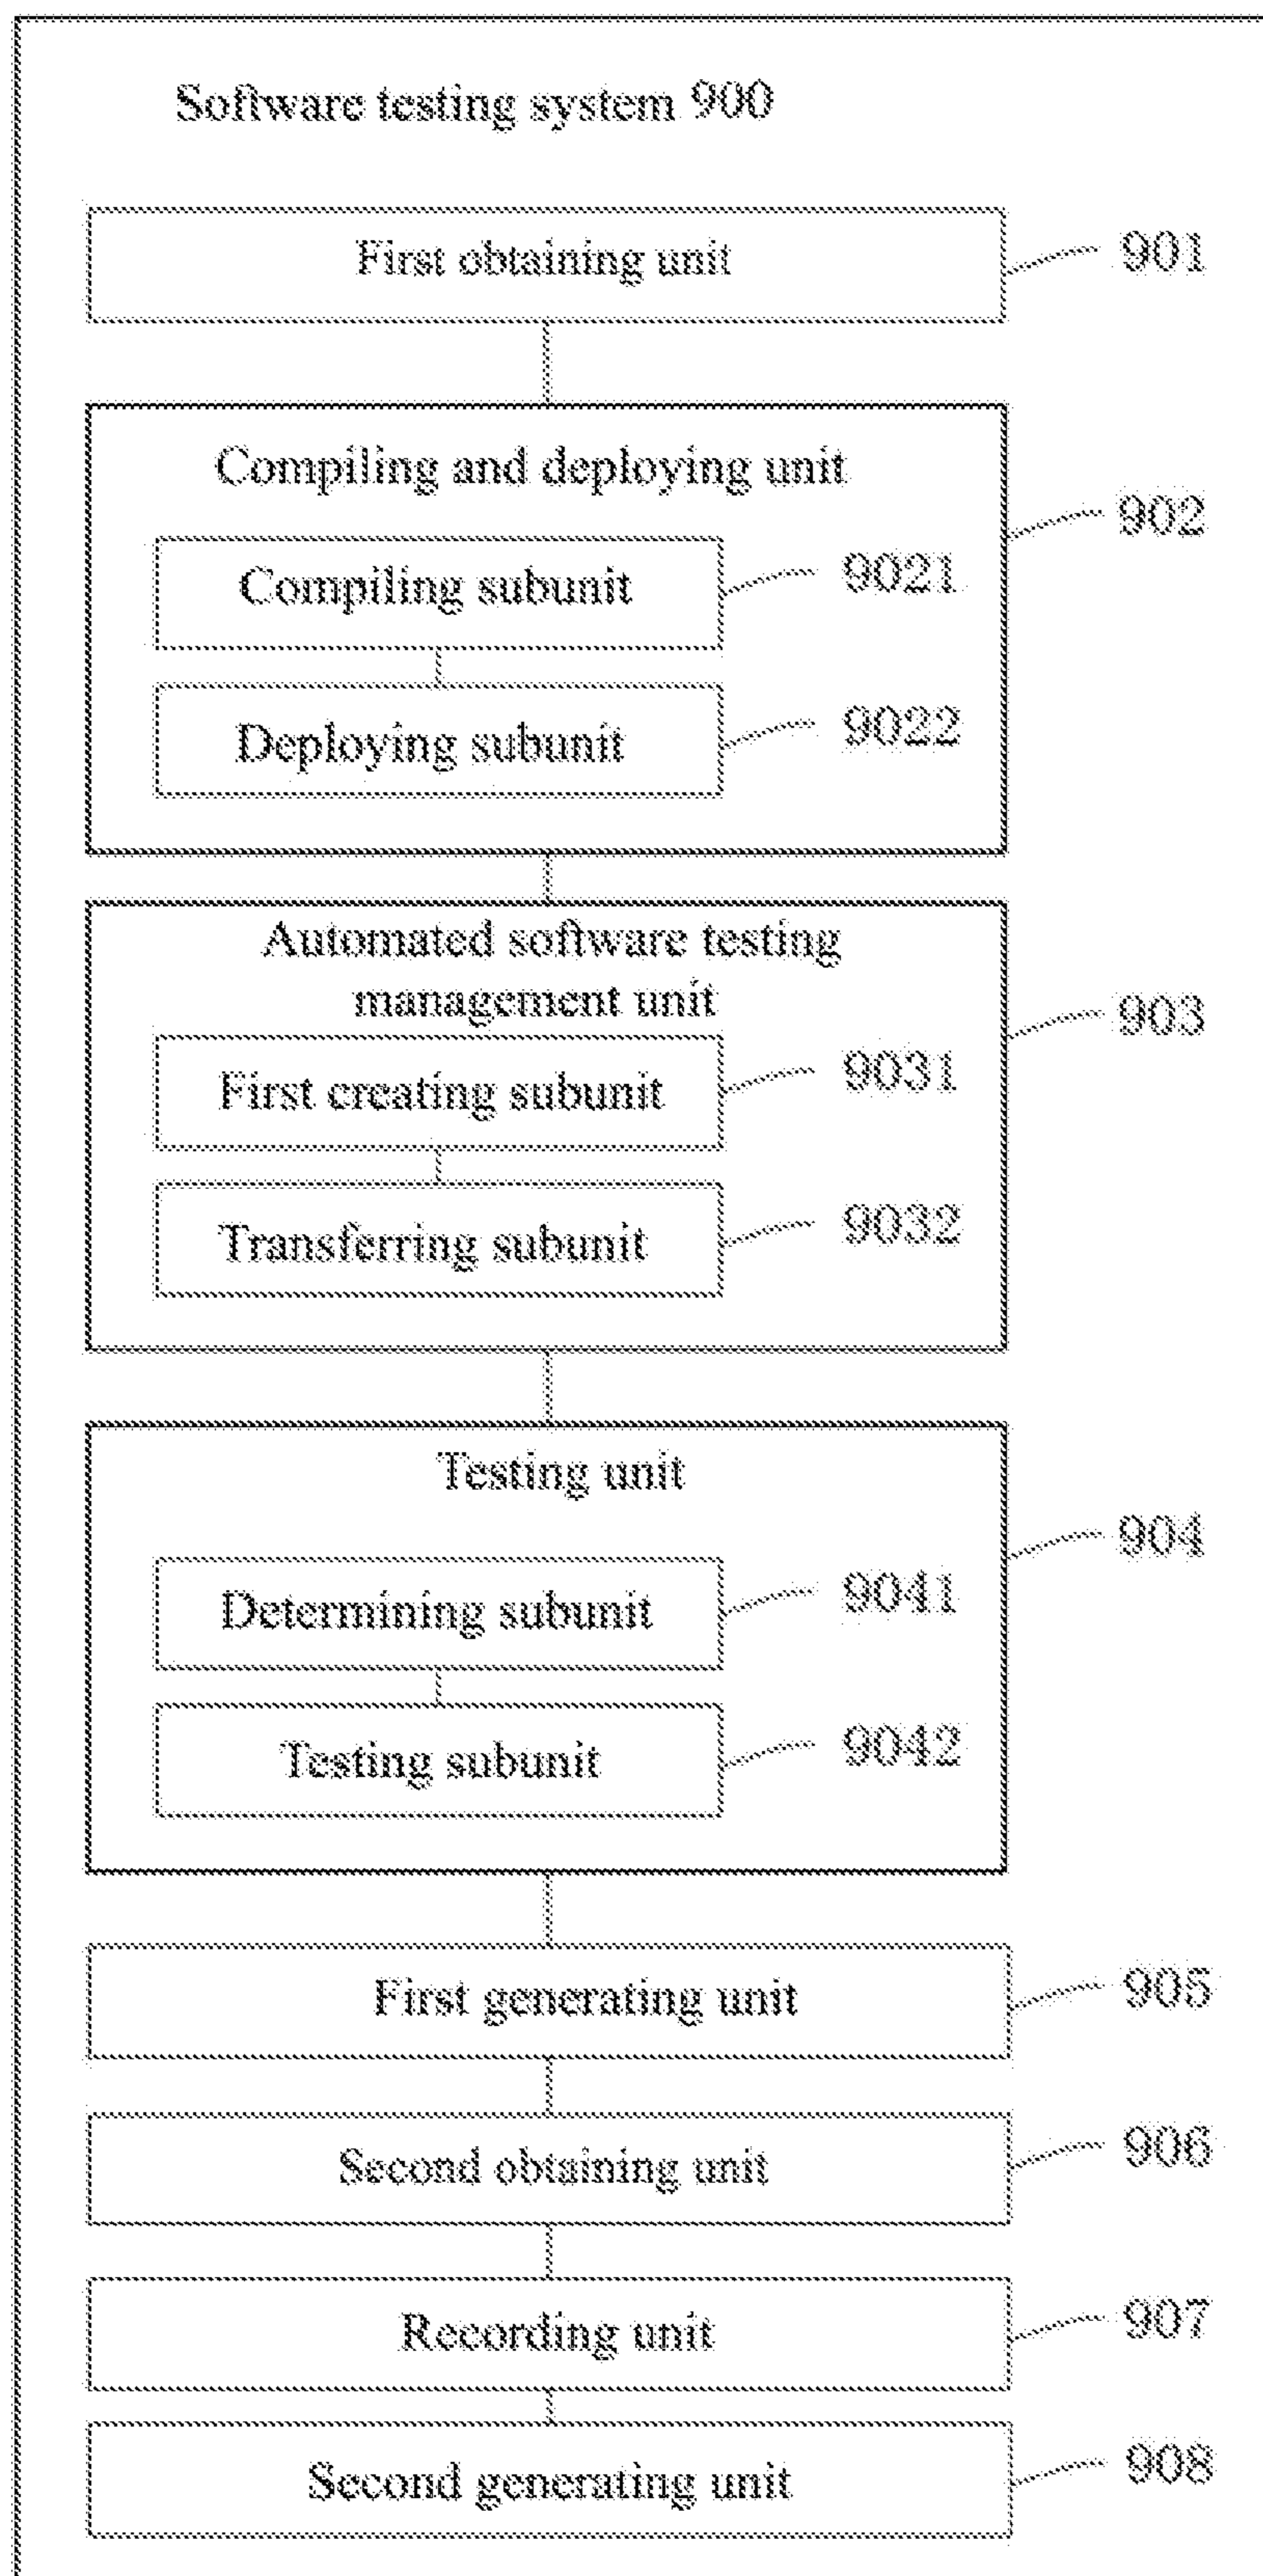 Software testing system 900
First obtaining unit
901
Compiling and deploying unit
902
Compiling subunit
9021
Deploying subunit
9022
Automated software testing
management unit
903
First creating subunit
9031
Transferring subunit
9032
Testing unit
904
Determining subunit
9041
Testing subunit
9042
First generating unit
905
Second obtaining unit
906
Recording unit
907
Second generating unit
908